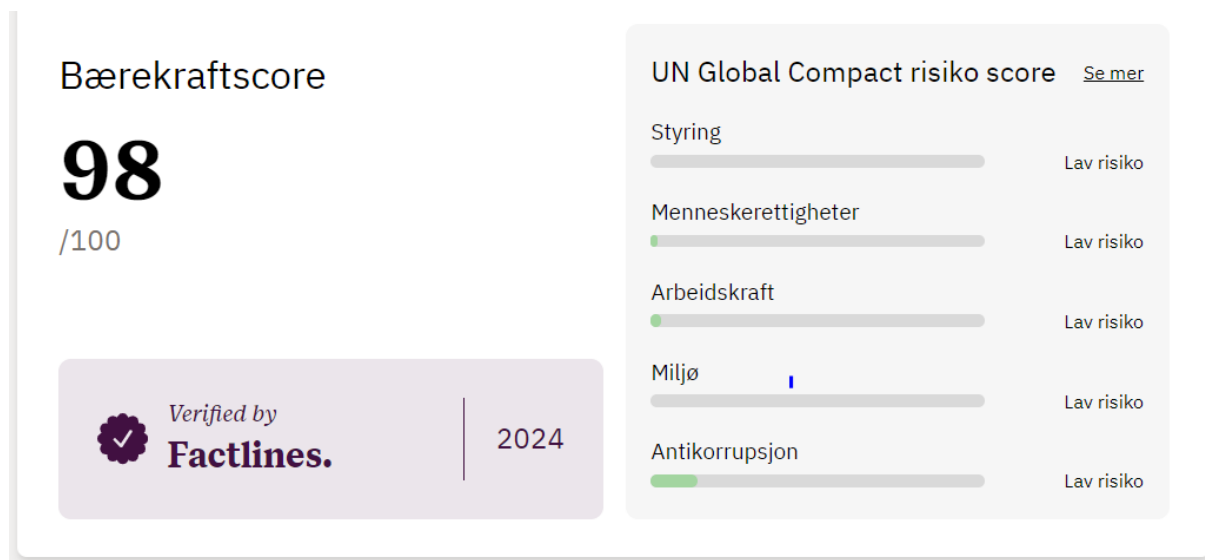 Bærekraftscore
98
/100
Verified by
Factlines.
2024
UN Global Compact risiko score Se mer
Styring
Lav risiko
Menneskerettigheter
Lav risiko
Arbeidskraft
Lav risiko
Miljø
Lav risiko
Antikorrupsjon
Lav risiko